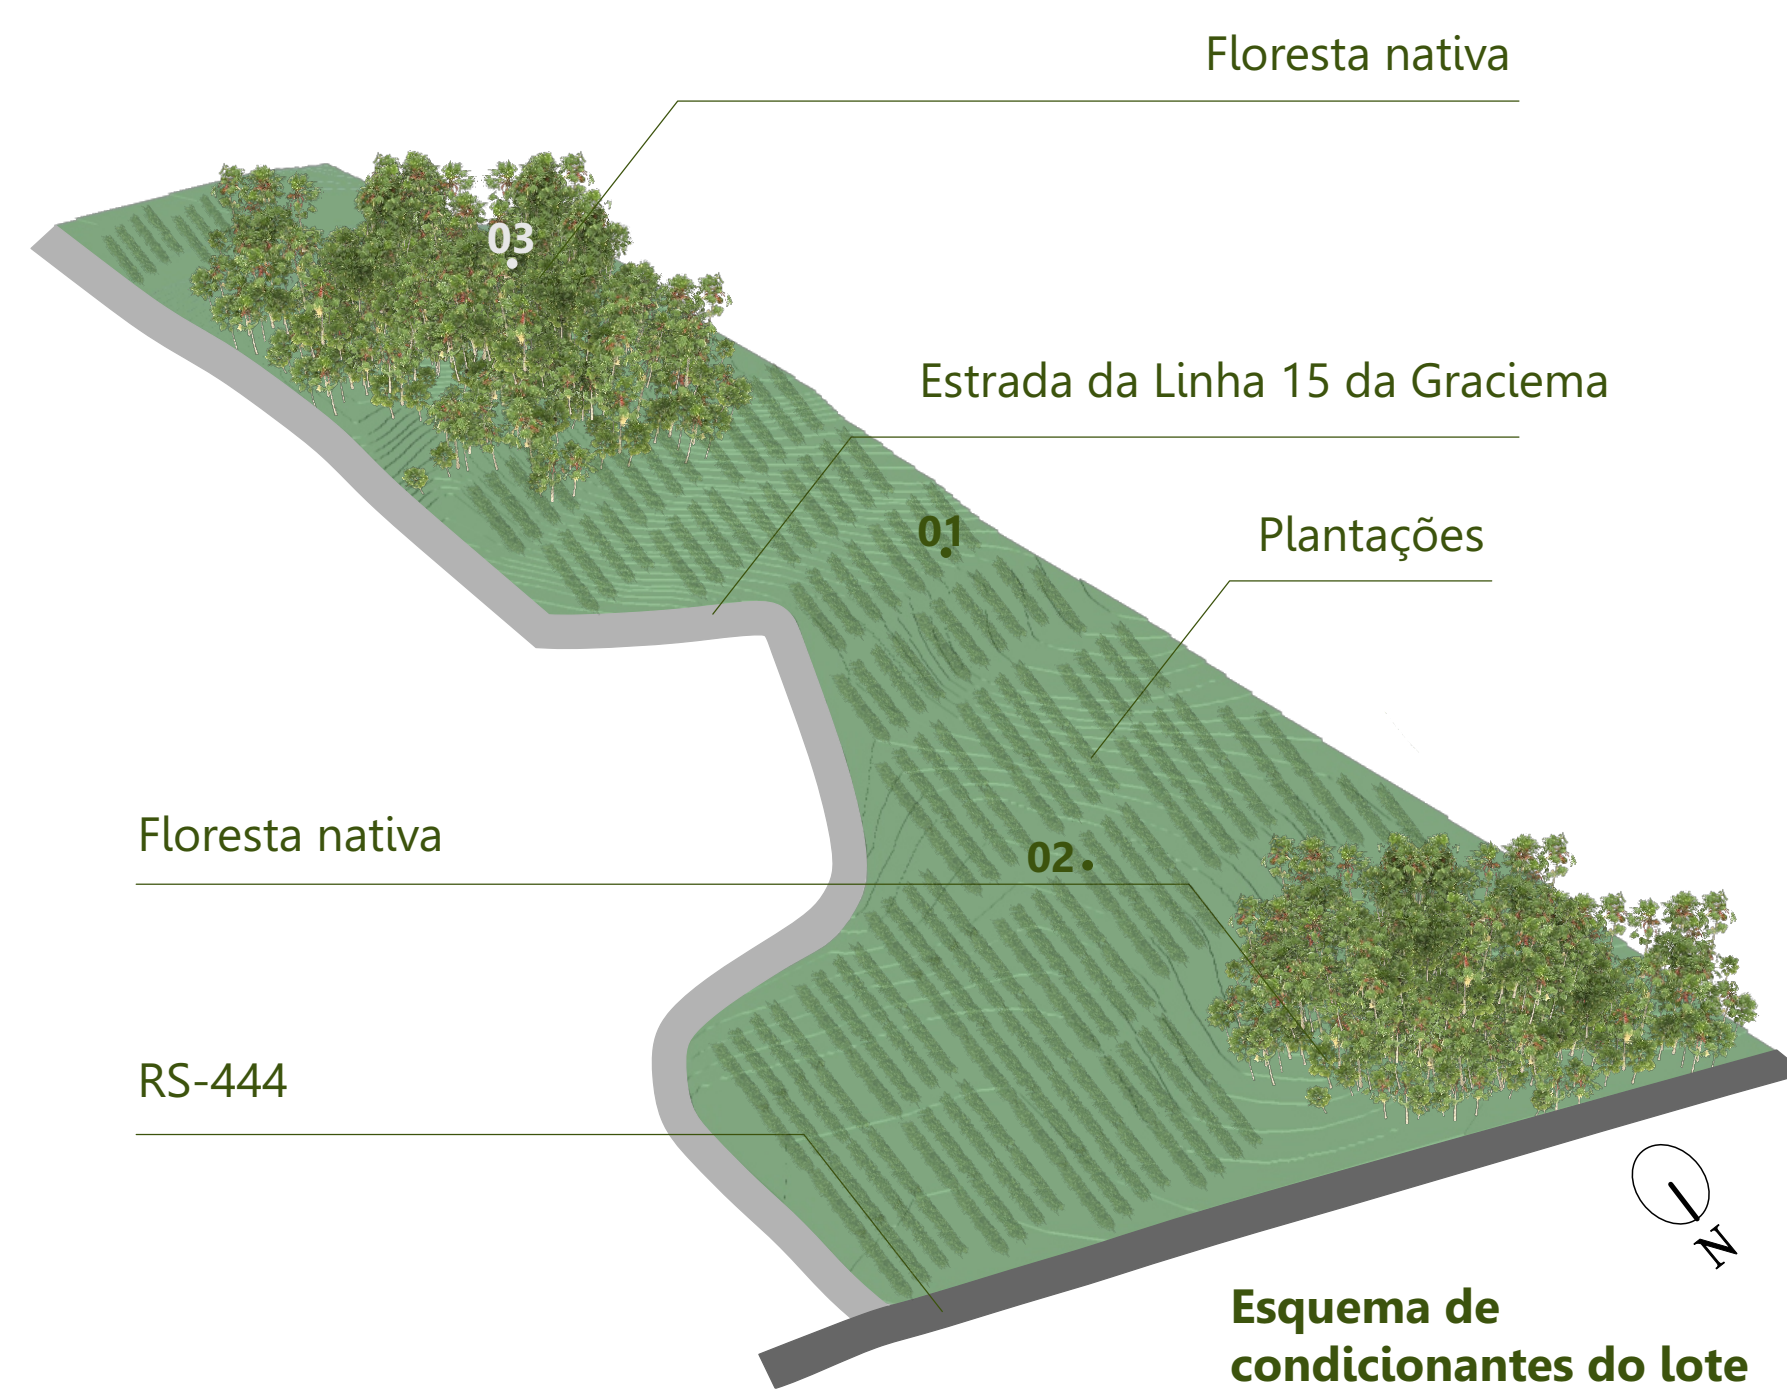 Floresta nativa
03
Estrada da Linha 15 da Graciema
01
Plantações
Floresta nativa
02
RS-444
N
Esquema de
condicionantes do lote